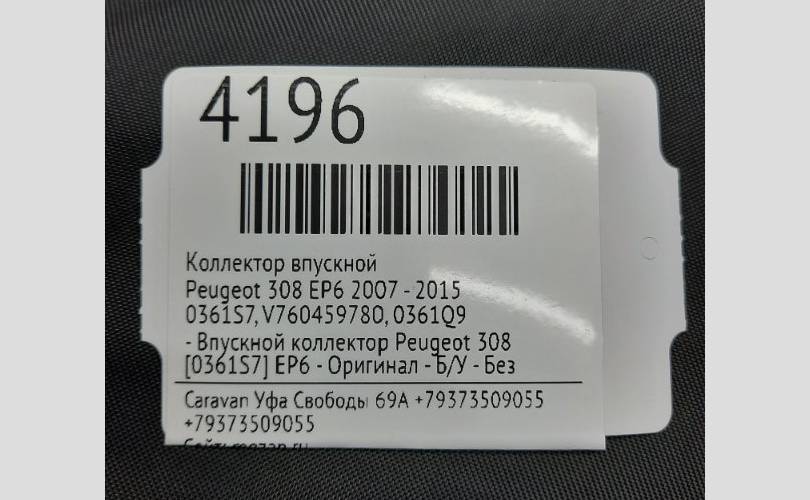 4196
Коллектор впускной
Peugeot 308 EP6 2007 - 2015
0361S7, V760459780, 0361Q9
- Впускной коллектор Peugeot 308
[0361S7] EP6 - Оригинал - Б/У - Без
Caravan Уфа Свободы 69А +79373509055
+79373509055